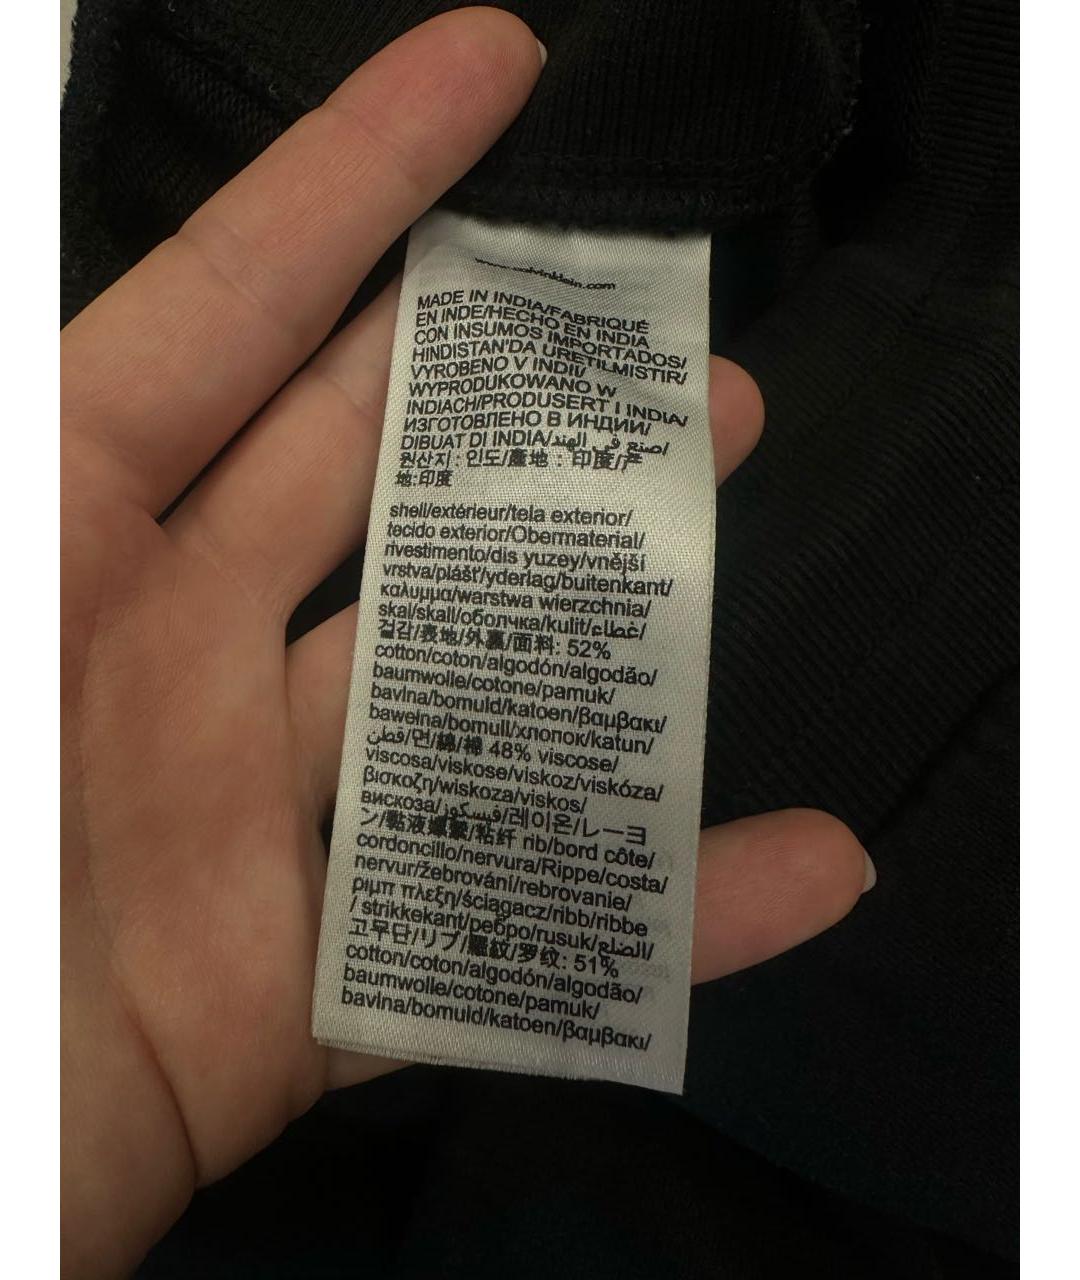 www.calvinklein.com
MADE IN INDIA/FABRIQUÉ
EN INDE/HECHO EN INDIA
CON INSUMOS IMPORTADOS/
HINDISTAN'DA ÜRETILMISTIR/
VYROBENO V INDII/
WYPRODUKOWANO W
INDIACH/PRODUSERT I INDIA/
ИЗГОТОВЛЕНО В ИНДИИ/
DIBUAT DI INDIA/صنع في الهند/
원산지: 인도/產地 : 印度/产
地:印度
shell/extérieur/tela exterior/
tecido exterior/Obermaterial/
rivestimento/dis yuzey/vnější
vrstva/plášť/yderlag/buitenkant/
καλυμμα/warstwa wierzchnia/
skal/skall/оболчка/kulit/غطاء/
겉감/表地/外裏/面料: 52%
cotton/coton/algodón/algodão/
baumwolle/cotone/pamuk/
bavlna/bomuld/katoen/βαμβακι/
bawełna/bomull/хлопок/katun/
قطن/면/綿/棉 48% viscose/
viscosa/viskose/viskoz/viskóza/
βισκοζη/wiskoza/viskos/
вискоза/فيسكوز/레이온/レーヨ
ン/黏液螺縈/粘纤 rib/bord côte/
cordoncillo/nervura/Rippe/costa/
nervur/žebrování/rebrovanie/
ριμπ πλεξη/ściągacz/ribb/ribbe
/ strikkekant/ребро/rusuk/الضلع/
고무단/リブ/羅紋/罗纹: 51%
cotton/coton/algodón/algodão/
baumwolle/cotone/pamuk/
bavlna/bomuld/katoen/βαμβακι/